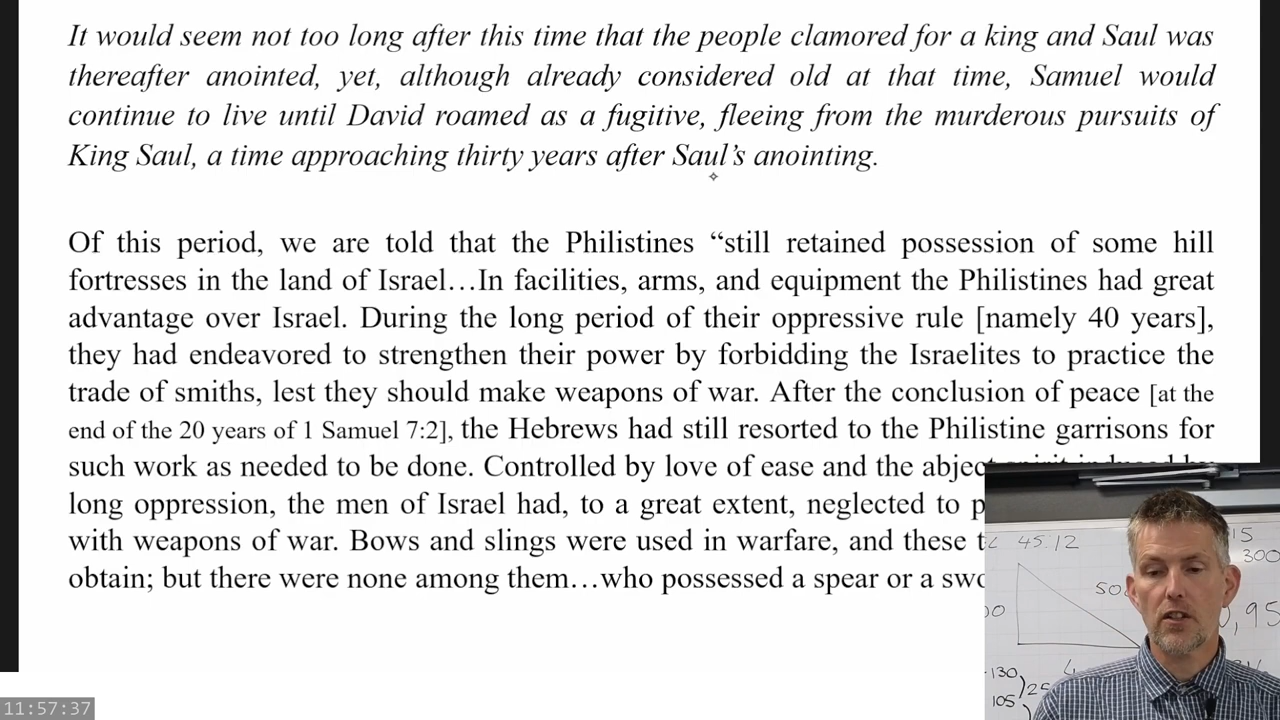 It would seem not too long after this time that the people clamored for a king and Saul was
thereafter anointed, yet, although already considered old at that time, Samuel would
continue to live until David roamed as a fugitive, fleeing from the murderous pursuits of
King Saul, a time approaching thirty years after Saul’s anointing.
Of this period, we are told that the Philistines “still retained possession of some hill
fortresses in the land of Israel…In facilities, arms, and equipment the Philistines had great
advantage over Israel. During the long period of their oppressive rule [namely 40 years],
they had endeavored to strengthen their power by forbidding the Israelites to practice the
trade of smiths, lest they should make weapons of war. After the conclusion of peace [at the
end of the 20 years of 1 Samuel 7:2], the Hebrews had still resorted to the Philistine garrisons for
such work as needed to be done. Controlled by love of ease and the abject spirit induced by
long oppression, the men of Israel had, to a great extent, neglected to
with weapons of war. Bows and slings were used in warfare, and these
obtain; but there were none among them…who possessed a spear or a
45.12
15
300
50
,95
130
105
25
11:57:37